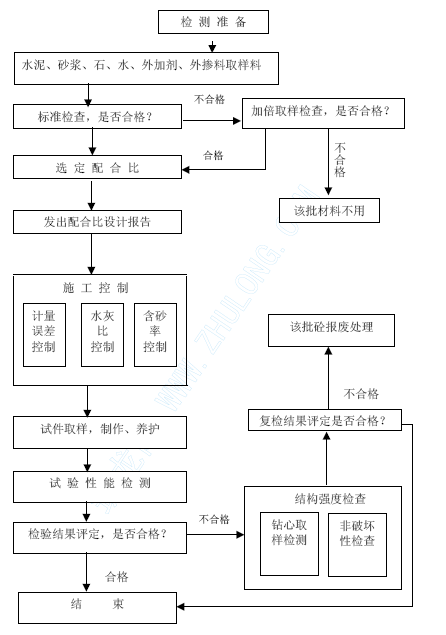 检 测 准 备
水泥、砂浆、石、水、外加剂、外掺料取样料
不合格
标准检查，是否合格？
加倍取样检查，是否合格？
合格
不合格
选 定 配 合 比
该批材料不用
发出配合比设计报告
施 工 控 制
计量误差控制
水灰比控制
含砂率控制
该批砼报废处理
不合格
试件取样，制作、养护
复检结果评定是否合格？
试 验 性 能 检 测
结构强度检查
不合格
钻心取样检测
非破坏性检查
检验结果评定，是否合格？
合格
结 束
WWW.ZHULONG.COM